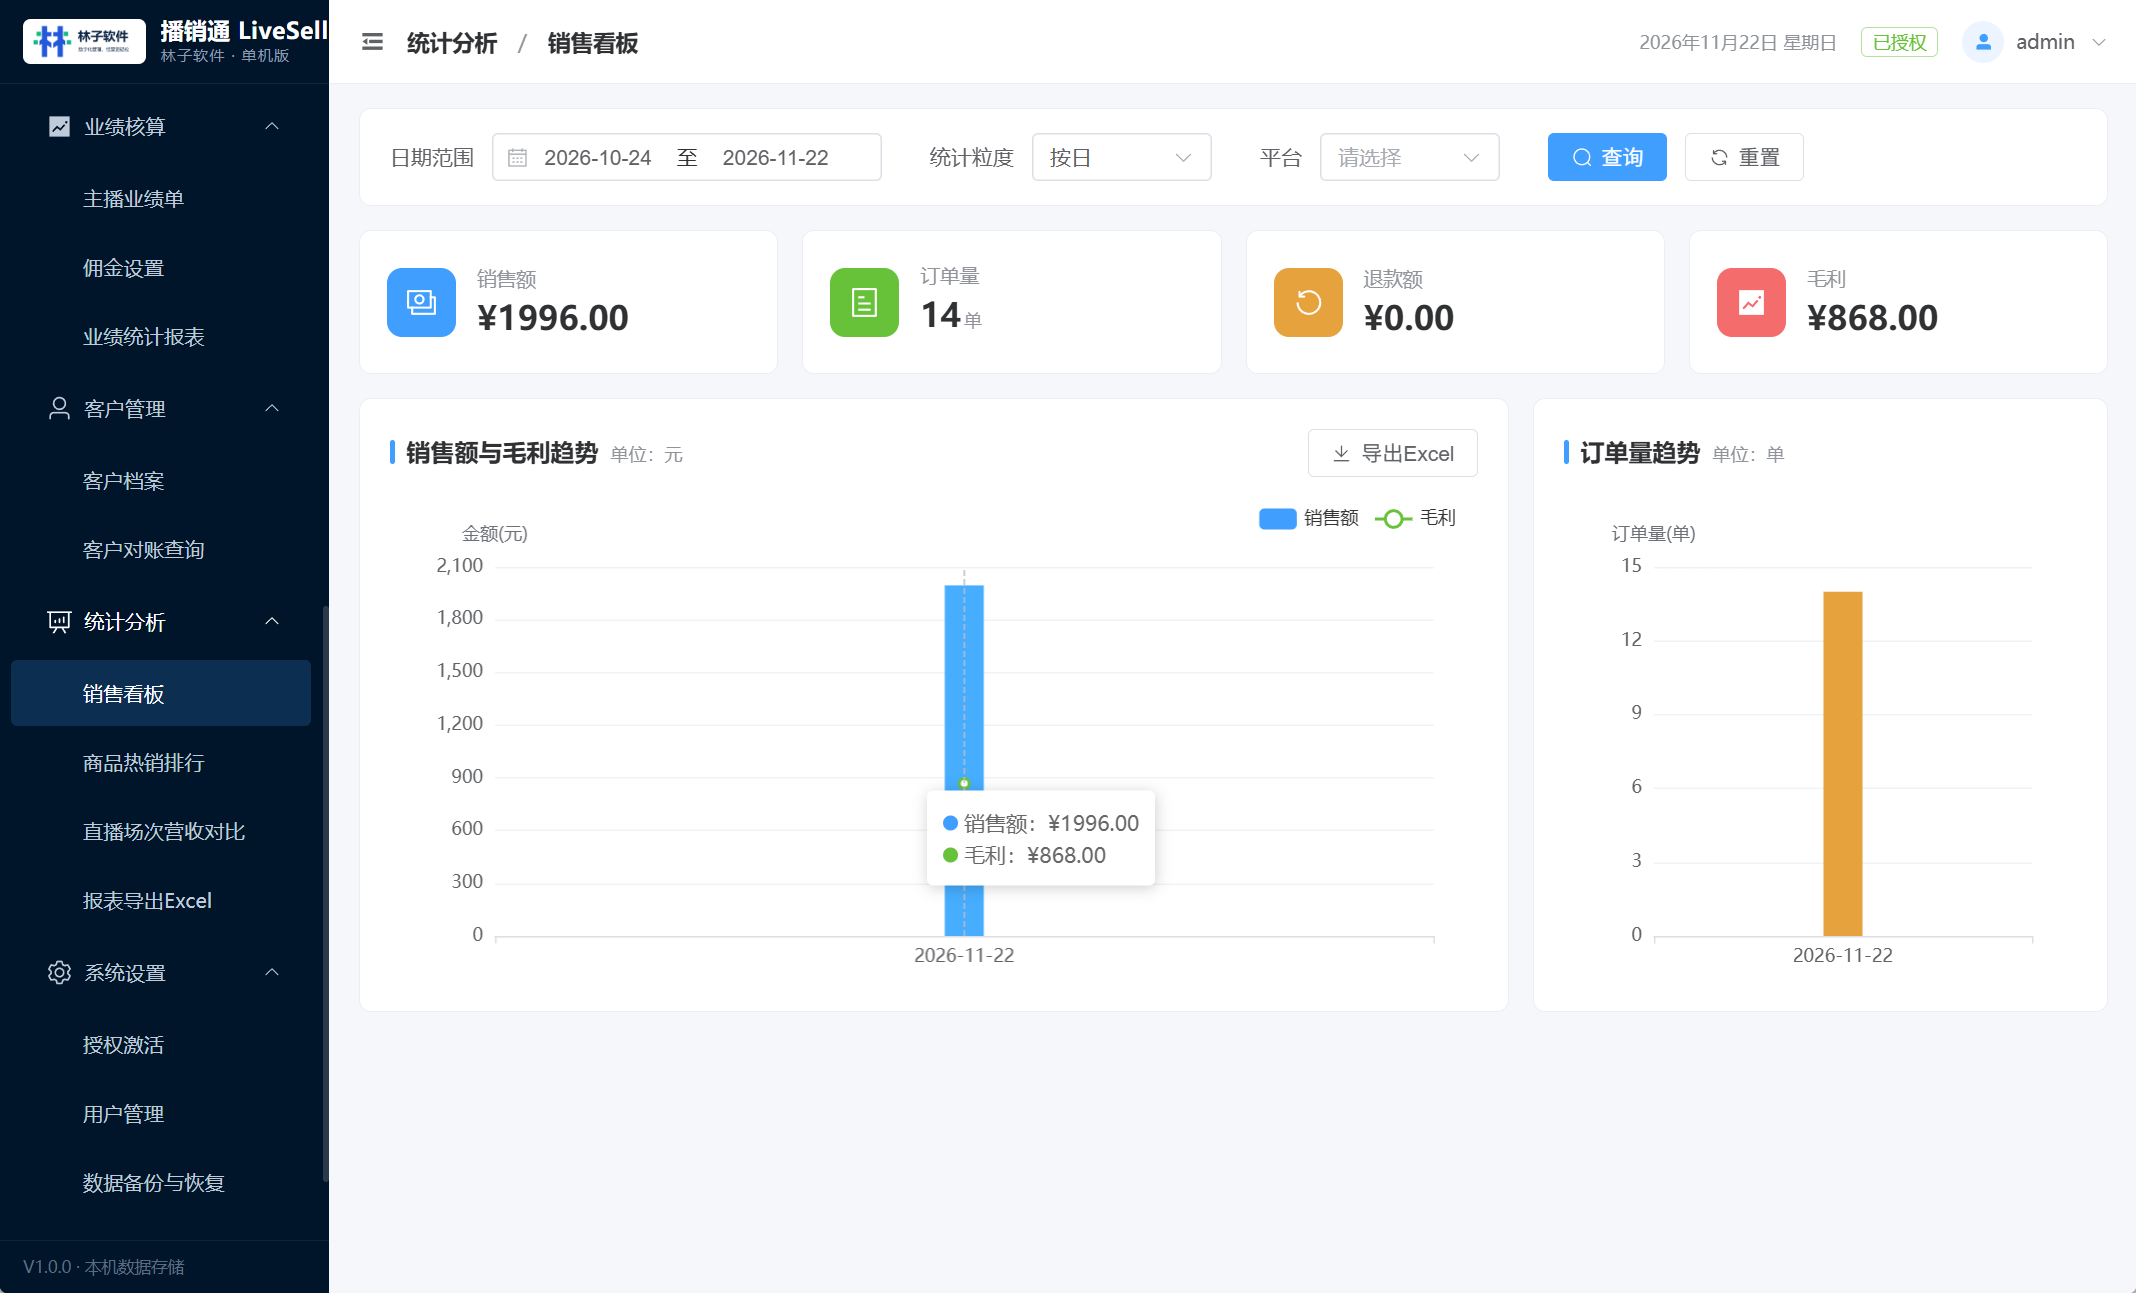 林子软件
播销通 LiveSell
林子软件 · 单机版
业绩核算
主播业绩单
佣金设置
业绩统计报表
客户管理
客户档案
客户对账查询
统计分析
销售看板
商品热销排行
直播场次营收对比
报表导出Excel
系统设置
授权激活
用户管理
数据备份与恢复
V1.0.0 · 本机数据存储
统计分析 / 销售看板
2026年11月22日 星期日
已授权
admin
日期范围 2026-10-24 至 2026-11-22
统计粒度 按日
平台 请选择
查询
重置
销售额
¥1996.00
订单量
14单
退款额
¥0.00
毛利
¥868.00
销售额与毛利趋势 单位：元
导出Excel
销售额 毛利
金额(元)
2,100
1,800
1,500
1,200
900
600
300
0
销售额：¥1996.00
毛利：¥868.00
2026-11-22
订单量趋势 单位：单
订单量(单)
15
12
9
6
3
0
2026-11-22